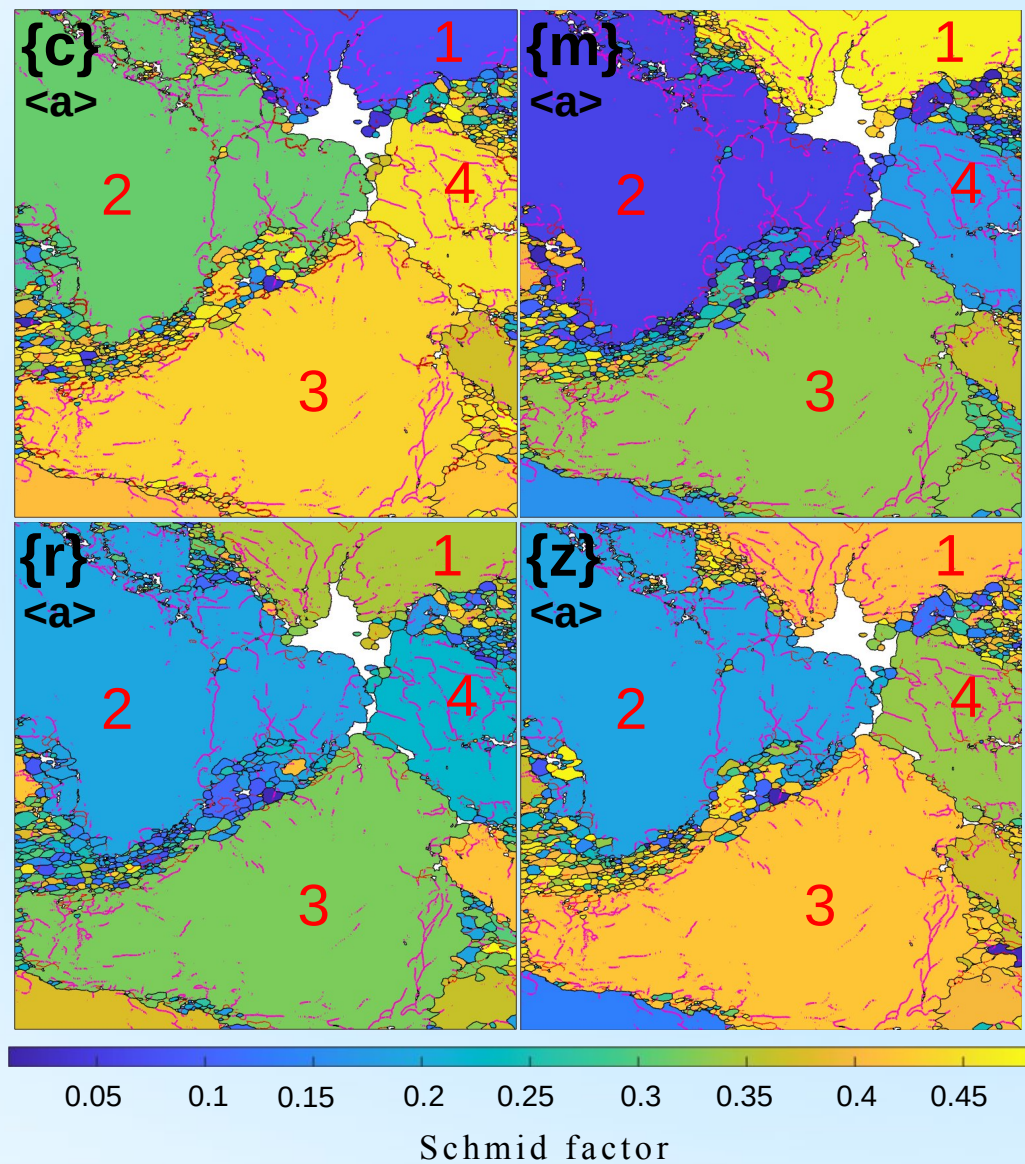 {c} 1 {m} 1
<a> <a>
2 4 2 4
3 3
{r} 1 {z} 1
<a> <a>
2 4 2 4
3 3
0.05 0.1 0.15 0.2 0.25 0.3 0.35 0.4 0.45
Schmid factor